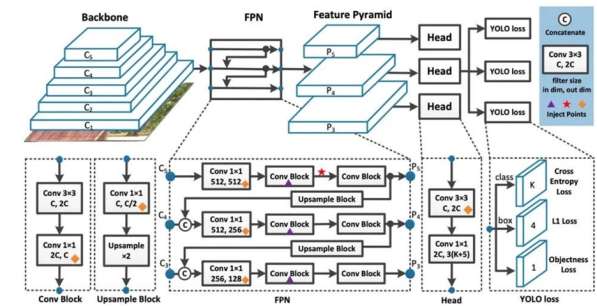 Backbone
FPN
Feature Pyramid
C5
C4
C3
C2
C1
P5
P4
P3
Head
Head
Head
YOLO loss
YOLO loss
YOLO loss
C
Concatenate
Conv 3×3
C, 2C
filter size
in dim, out dim
Inject Points
Conv 3×3
C, 2C
Conv 1×1
2C, C
Conv Block
Conv 1×1
C, C/2
Upsample
×2
Upsample Block
C5
Conv 1×1
512, 512
Conv Block
Conv Block
P5
Upsample Block
C4
C
Conv 1×1
512, 256
Conv Block
Conv Block
P4
Upsample Block
C3
C
Conv 1×1
256, 128
Conv Block
Conv Block
P3
FPN
Conv 3×3
C, 2C
Conv 1×1
2C, 3(K+5)
Head
class
K
Cross
Entropy
Loss
box
4
L1 Loss
1
Objectness
Loss
YOLO loss